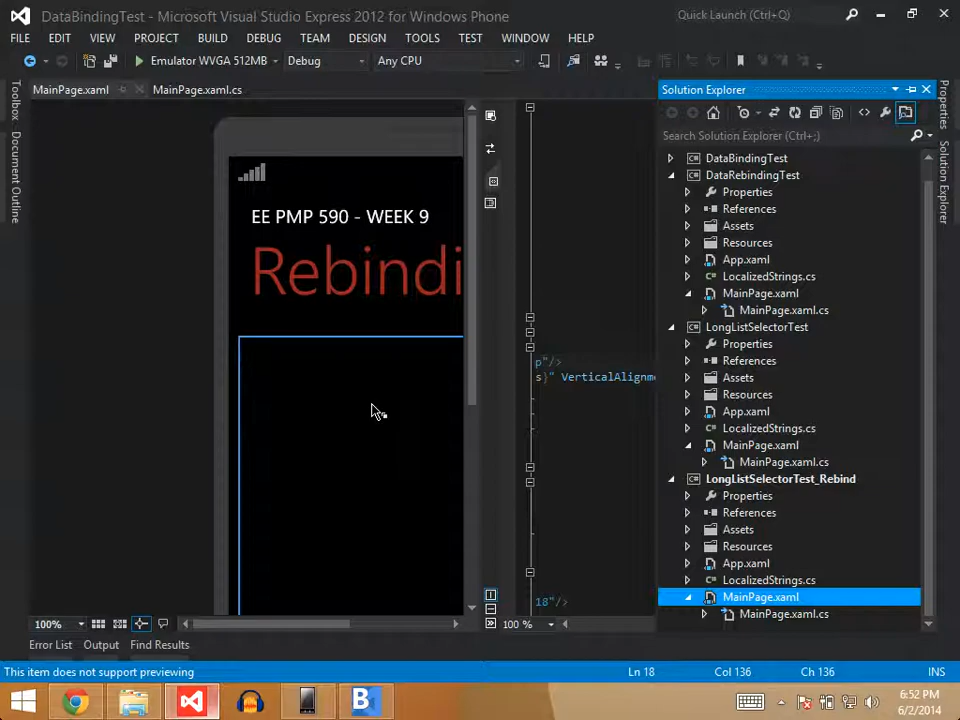 DataBindingTest - Microsoft Visual Studio Express 2012 for Windows Phone
Quick Launch (Ctrl+Q)
FILE EDIT VIEW PROJECT BUILD DEBUG TEAM DESIGN TOOLS TEST WINDOW HELP
Emulator WVGA 512MB Debug Any CPU
MainPage.xaml MainPage.xaml.cs
Toolbox
Document Outline
EE PMP 590 - WEEK 9
Rebindi
p"/>
s}" VerticalAlignme
18"/>
100%
100 %
Solution Explorer
Search Solution Explorer (Ctrl+;)
DataBindingTest
DataRebindingTest
Properties
References
Assets
Resources
App.xaml
LocalizedStrings.cs
MainPage.xaml
MainPage.xaml.cs
LongListSelectorTest
Properties
References
Assets
Resources
App.xaml
LocalizedStrings.cs
MainPage.xaml
MainPage.xaml.cs
LongListSelectorTest_Rebind
Properties
References
Assets
Resources
App.xaml
LocalizedStrings.cs
MainPage.xaml
MainPage.xaml.cs
Properties
Solution Explorer
Error List Output Find Results
This item does not support previewing Ln 18 Col 136 Ch 136 INS
6:52 PM
6/2/2014